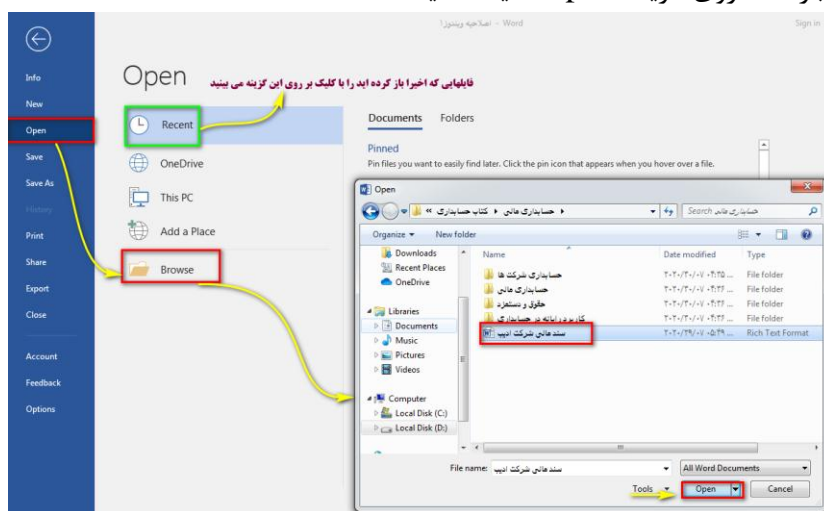 اصلاحیه ویندوز۱ - Word
Sign in
Info
New
Open
Save
Save As
History
Print
Share
Export
Close
Account
Feedback
Options
Open
فایلهایی که اخیرا باز کرده اید را با کلیک بر روی این گزینه می بینید
Recent
OneDrive
This PC
Add a Place
Browse
Documents Folders
Pinned
Pin files you want to easily find later. Click the pin icon that appears when you hover over a file.
Open
« کتاب حسابداری
حسابداری مالی
Search حسابداری مالی
Organize New folder
Downloads
Recent Places
OneDrive
Libraries
Documents
Music
Pictures
Videos
Computer
Local Disk (C:)
Local Disk (D:)
Name Date modified Type
حسابداری شرکت ها File folder
حسابداری مالی File folder
حقوق و دستمزد File folder
کاربرد رایانه در حسابداری File folder
سند مالی شرکت ادیب Rich Text Format
File name: سند مالی شرکت ادیب All Word Documents
Tools Open Cancel